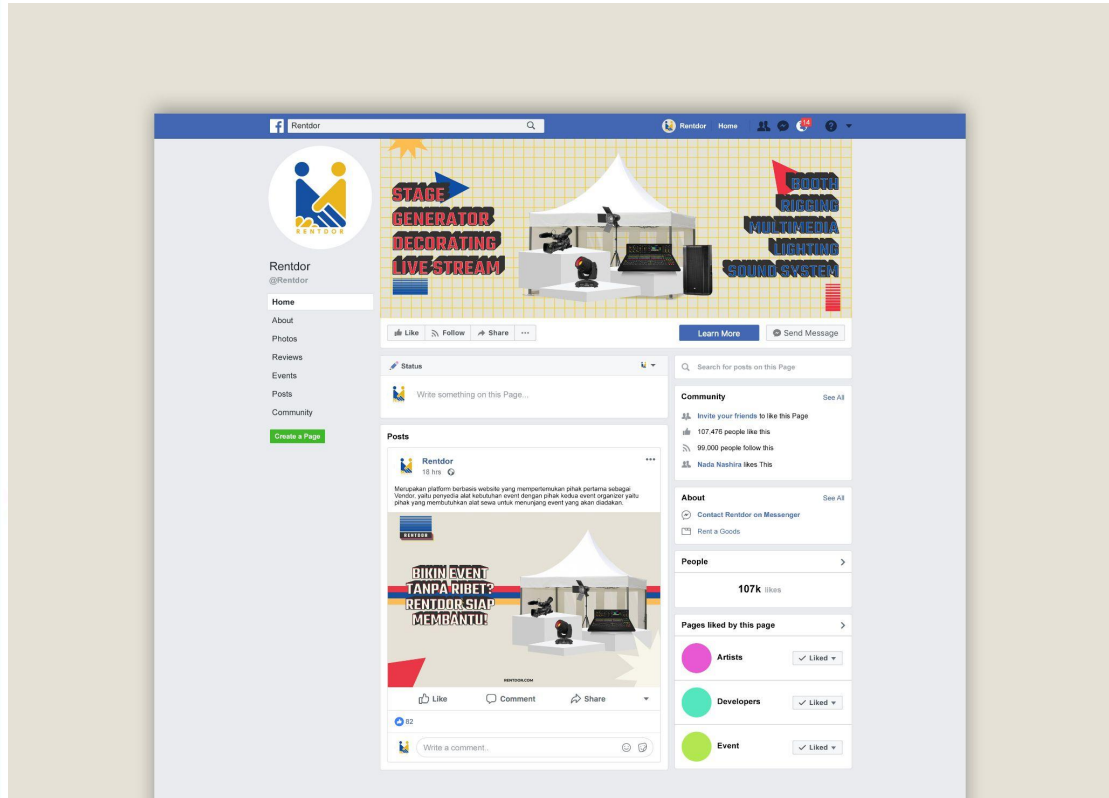 Rentdor
Rentdor
Home
14
RENTDOOR
Rentdor
@Rentdor
Home
About
Photos
Reviews
Events
Posts
Community
Create a Page
STAGE
GENERATOR
DECORATING
LIVE STREAM
BOOTH
RIGGING
MULTIMEDIA
LIGHTING
SOUND SYSTEM
Like
Follow
Share
Learn More
Send Message
Status
Write something on this Page...
Posts
Rentdor
18 hrs
Merupakan platform berbasis website yang mempertemukan pihak pertama sebagai
Vendor, yaitu penyedia alat kebutuhan event dengan pihak kedua event organizer yaitu
pihak yang membutuhkan alat sewa untuk menunjang event yang akan diadakan.
RENTDOOR
BIKIN EVENT
TANPA RIBET?
RENTDOOR SIAP
MEMBANTU!
RENTDOOR.COM
Like
Comment
Share
82
Write a comment..
Search for posts on this Page
Community
See All
Invite your friends to like this Page
107.476 people like this
99,000 people follow this
Nada Nashira likes This
About
See All
Contact Rentdor on Messenger
Rent a Goods
People
107k likes
Pages liked by this page
Artists
Liked
Developers
Liked
Event
Liked